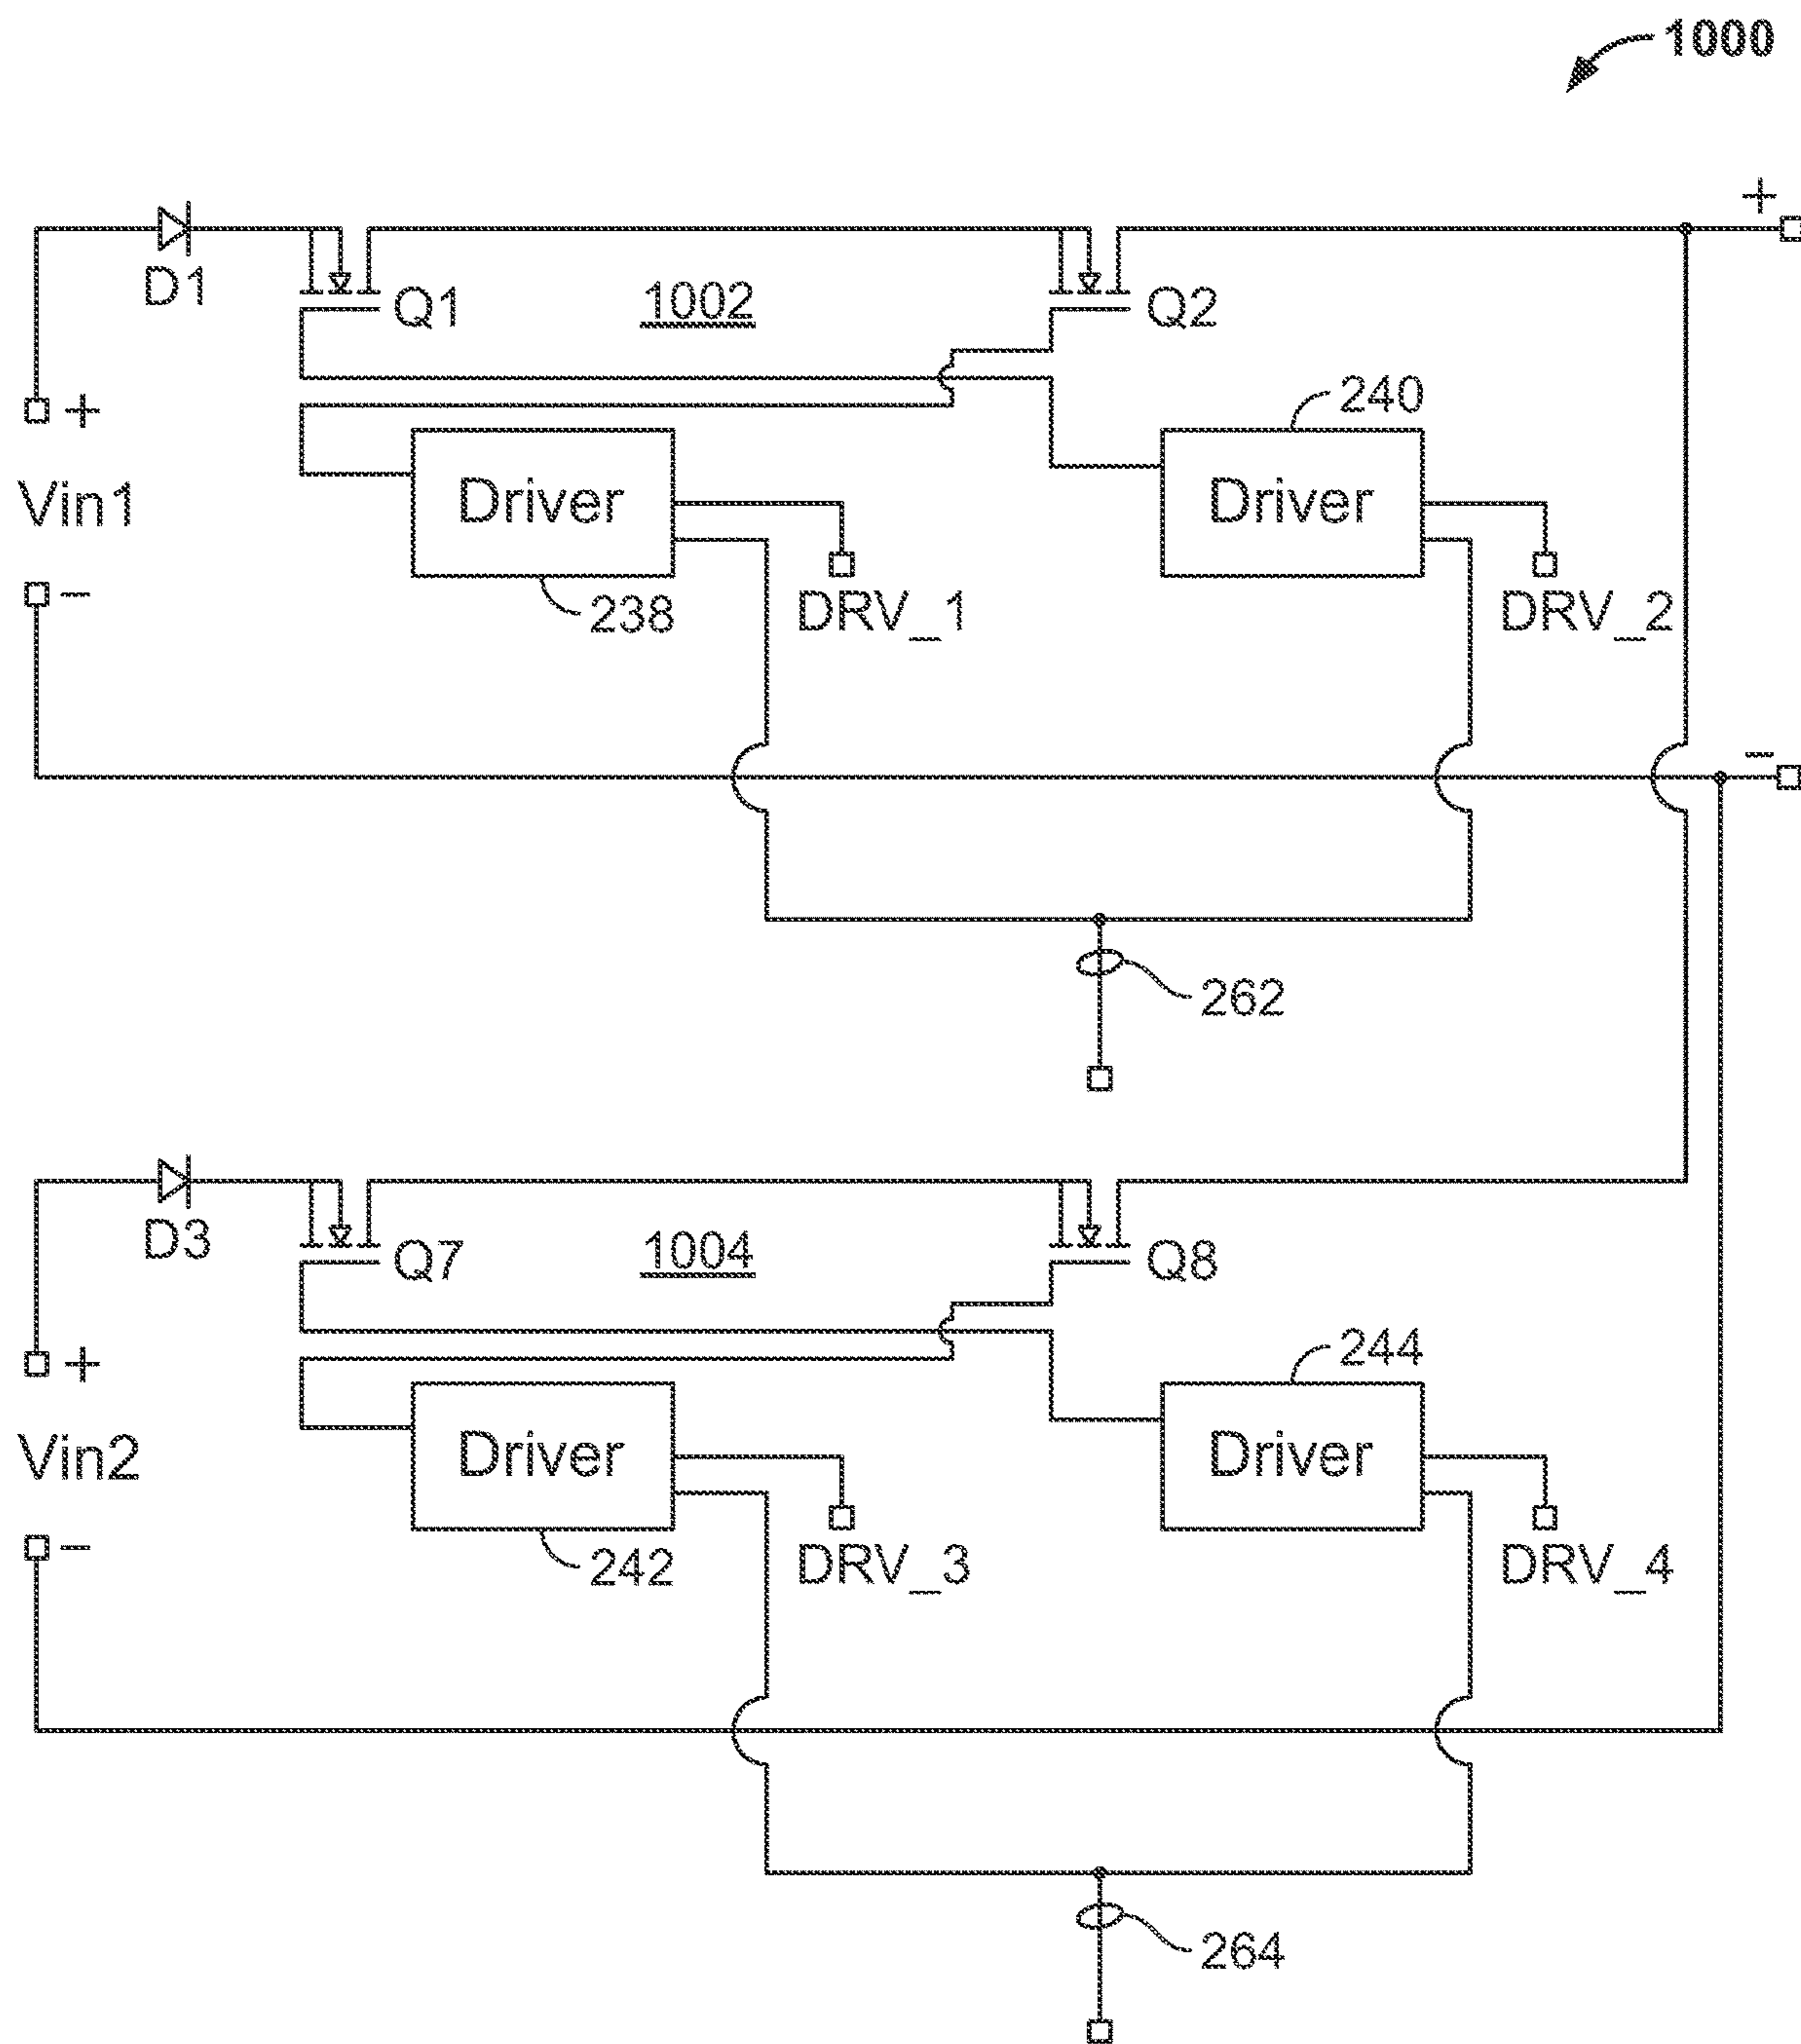 1000
+
D1
Q1
1002
Q2
+
240
Vin1
Driver
Driver
−
238
DRV_1
DRV_2
−
262
D3
Q7
1004
Q8
+
244
Vin2
Driver
Driver
−
242
DRV_3
DRV_4
264